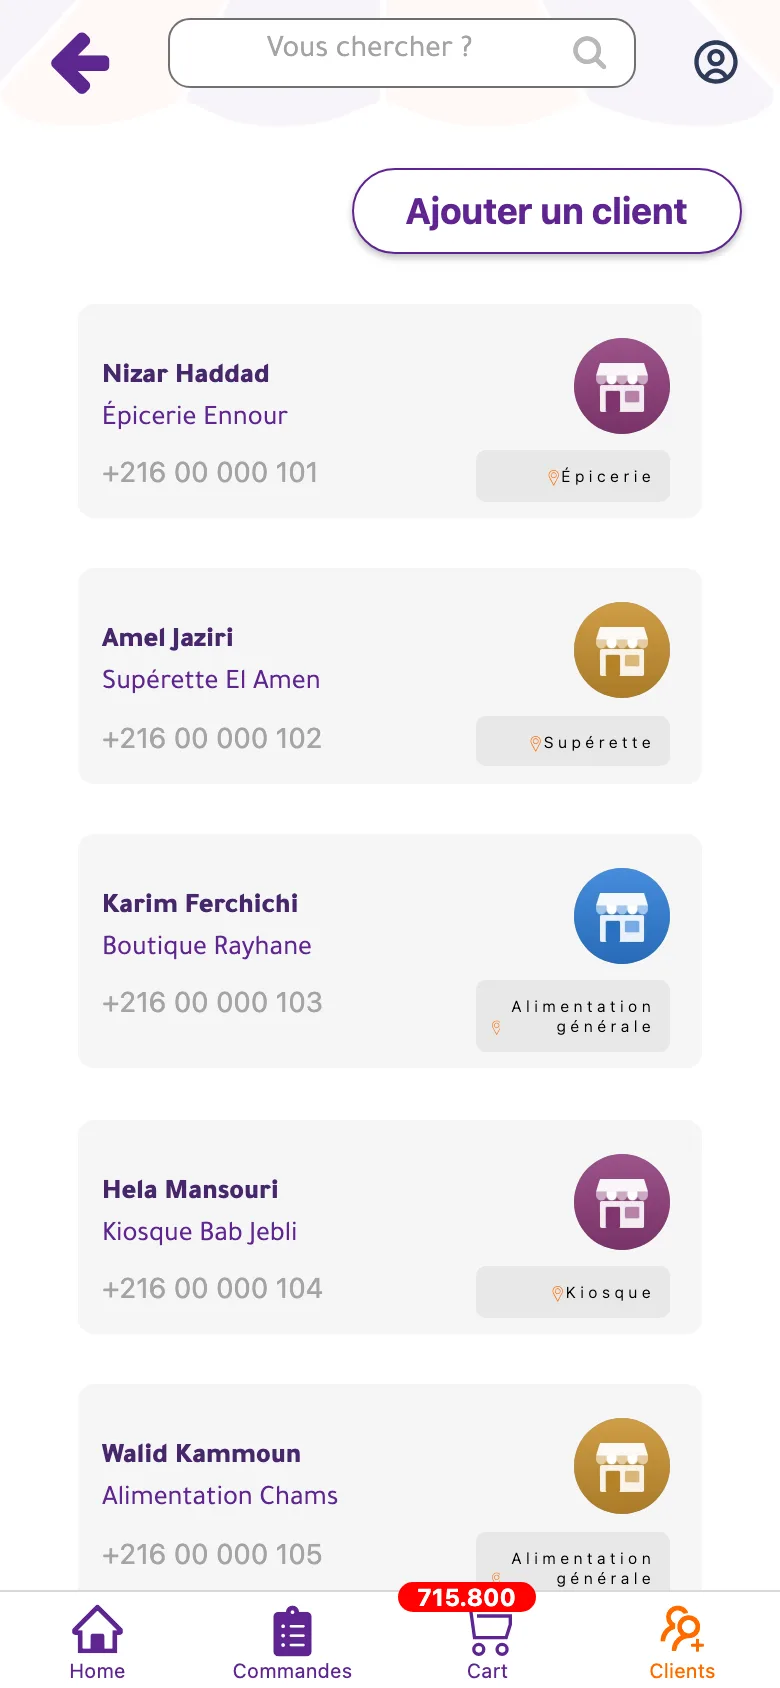 Vous chercher ?
Ajouter un client
Nizar Haddad
Épicerie Ennour
+216 00 000 101
Épicerie
Amel Jaziri
Supérette El Amen
+216 00 000 102
Supérette
Karim Ferchichi
Boutique Rayhane
+216 00 000 103
Alimentation
générale
Hela Mansouri
Kiosque Bab Jebli
+216 00 000 104
Kiosque
Walid Kammoun
Alimentation Chams
+216 00 000 105
Alimentation
générale
715.800
Home
Commandes
Cart
Clients